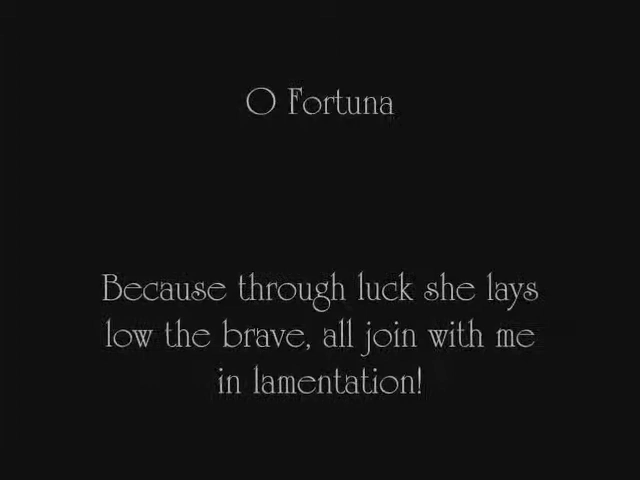 O Fortuna
Because through luck she lays
low the brave, all join with me
in lamentation!